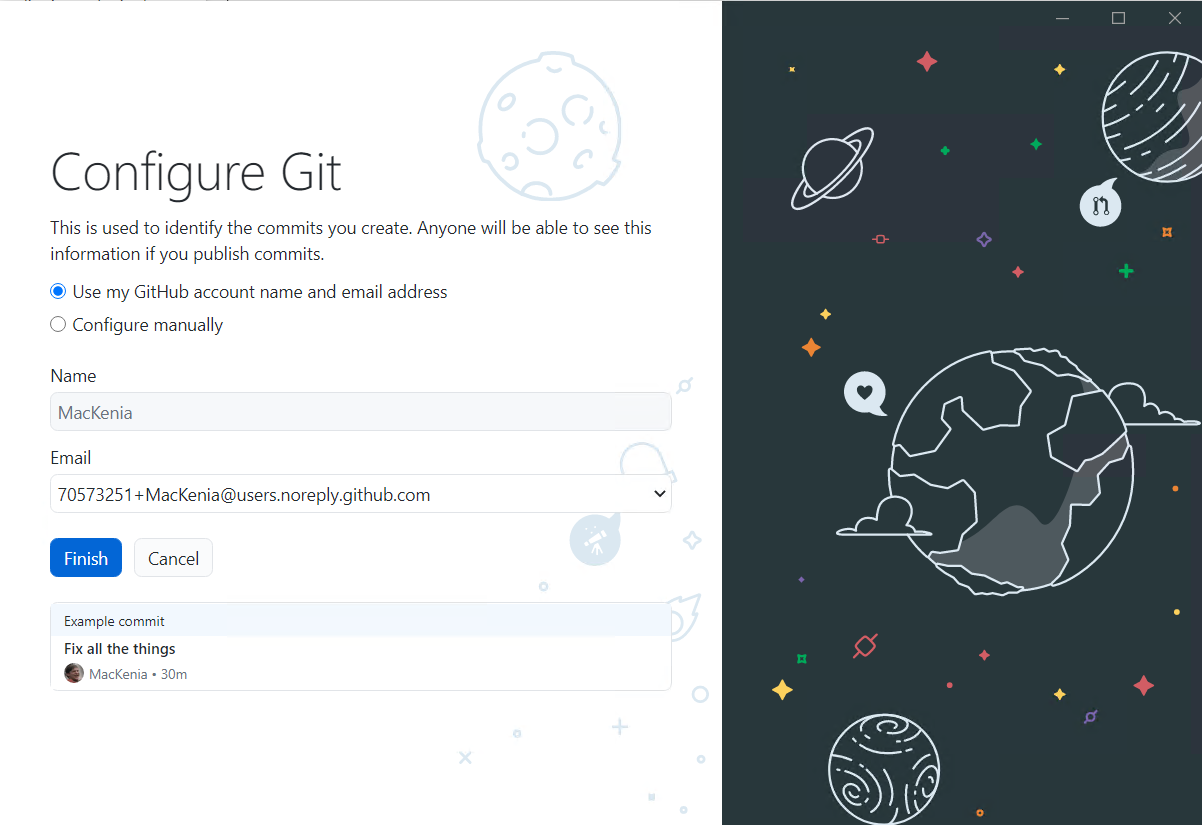 Configure Git
This is used to identify the commits you create. Anyone will be able to see this
information if you publish commits.
Use my GitHub account name and email address
Configure manually
Name
MacKenia
Email
70573251+MacKenia@users.noreply.github.com
Finish Cancel
Example commit
Fix all the things
MacKenia • 30m